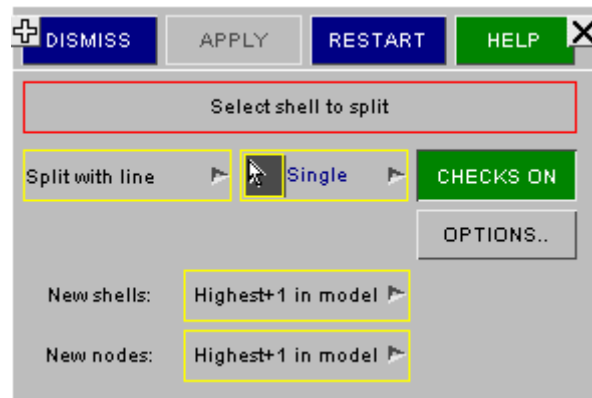 DISMISS APPLY RESTART HELP
Select shell to split
Split with line Single CHECKS ON
OPTIONS..
New shells: Highest+1 in model
New nodes: Highest+1 in model